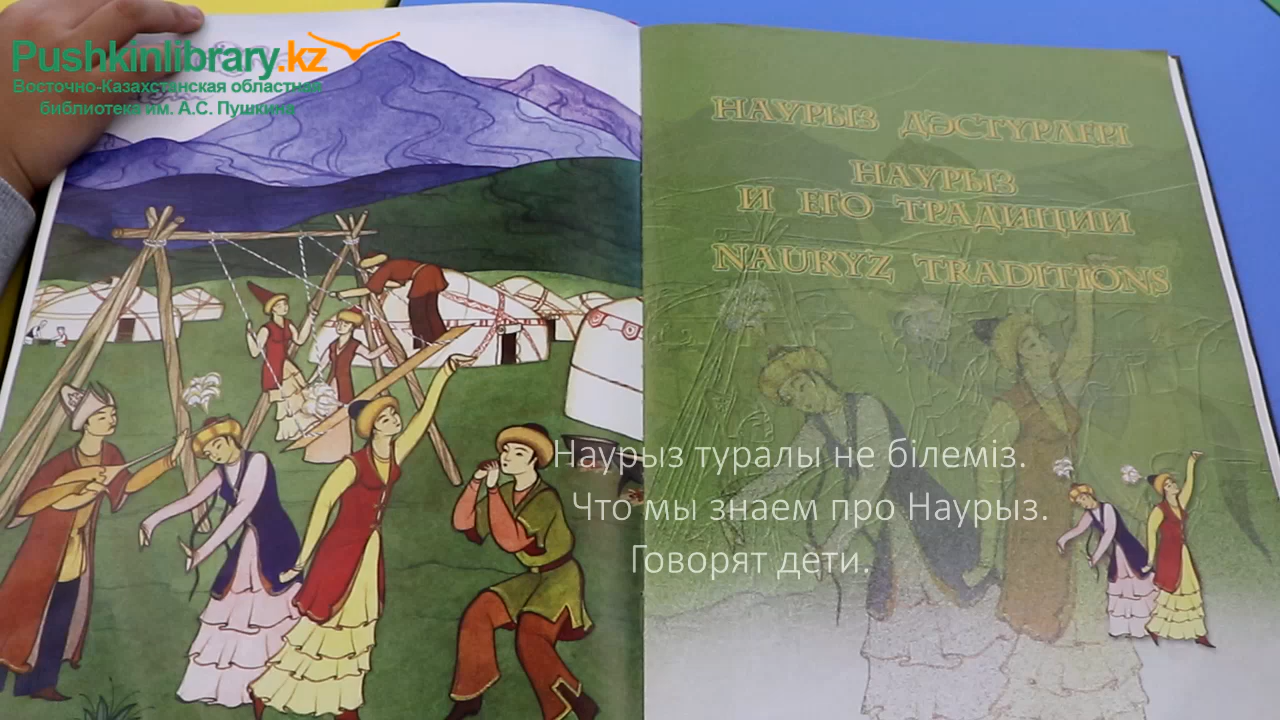 Pushkinlibrary.kz
Восточно-Казахстанская областная
библиотека им. А.С. Пушкина
НАУРЫЗ ДӘСТҮРЛЕРІ
НАУРЫЗ
И ЕГО ТРАДИЦИИ
NAURYZ TRADITIONS
Наурыз туралы не білеміз.
Что мы знаем про Наурыз.
Говорят дети.